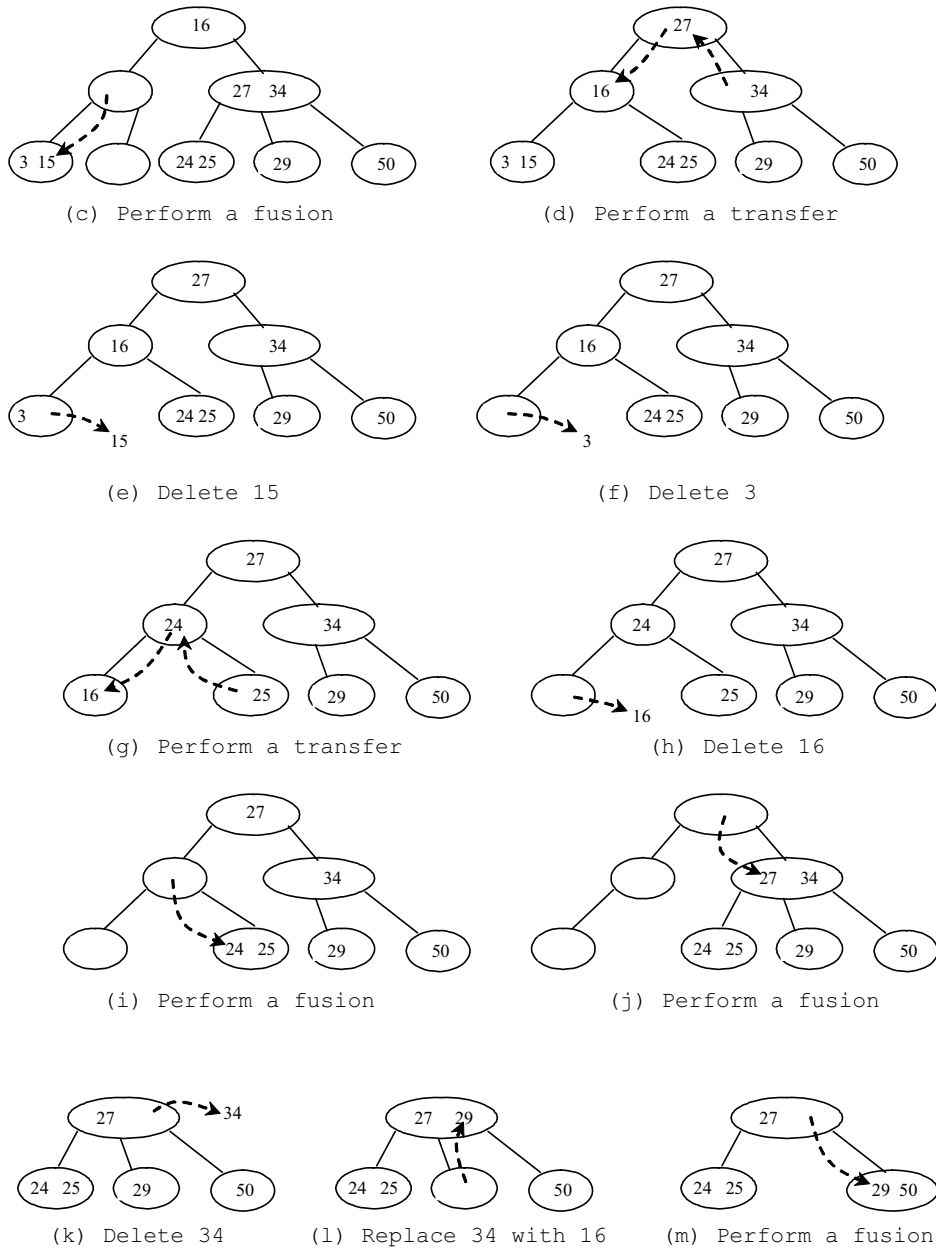 16 27
27 34 16 34
3 15 24 25 29 50 3 15 24 25 29 50
(c) Perform a fusion (d) Perform a transfer
27 27
16 34 16 34
3 24 25 29 50 24 25 29 50
15 3
(e) Delete 15 (f) Delete 3
27 27
24 34 24 34
16 25 29 50 25 29 50
16
(g) Perform a transfer (h) Delete 16
27
34 27 34
24 25 29 50 24 25 29 50
(i) Perform a fusion (j) Perform a fusion
27 34 27 29 27
24 25 29 50 24 25 50 24 25 29 50
(k) Delete 34 (l) Replace 34 with 16 (m) Perform a fusion